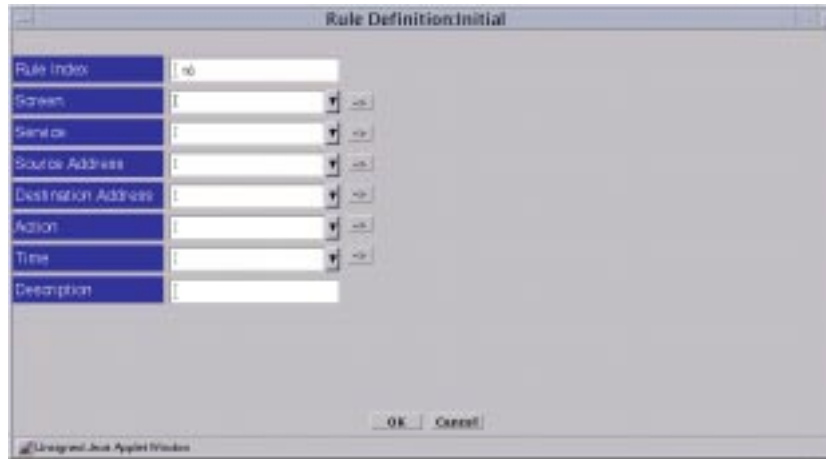 Rule Definition:Initial
Rule Index
Screen
->
Service
->
Source Address
->
Destination Address
->
Action
->
Time
->
Description
OK Cancel
Unsigned Java Applet Window